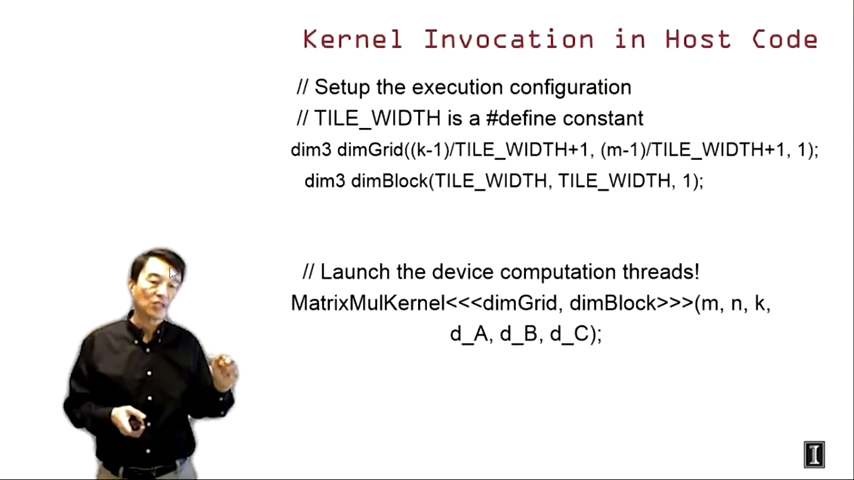 Kernel Invocation in Host Code
// Setup the execution configuration
// TILE_WIDTH is a #define constant
dim3 dimGrid((k-1)/TILE_WIDTH+1, (m-1)/TILE_WIDTH+1, 1);
dim3 dimBlock(TILE_WIDTH, TILE_WIDTH, 1);
// Launch the device computation threads!
MatrixMulKernel<<<dimGrid, dimBlock>>>(m, n, k,
d_A, d_B, d_C);
I